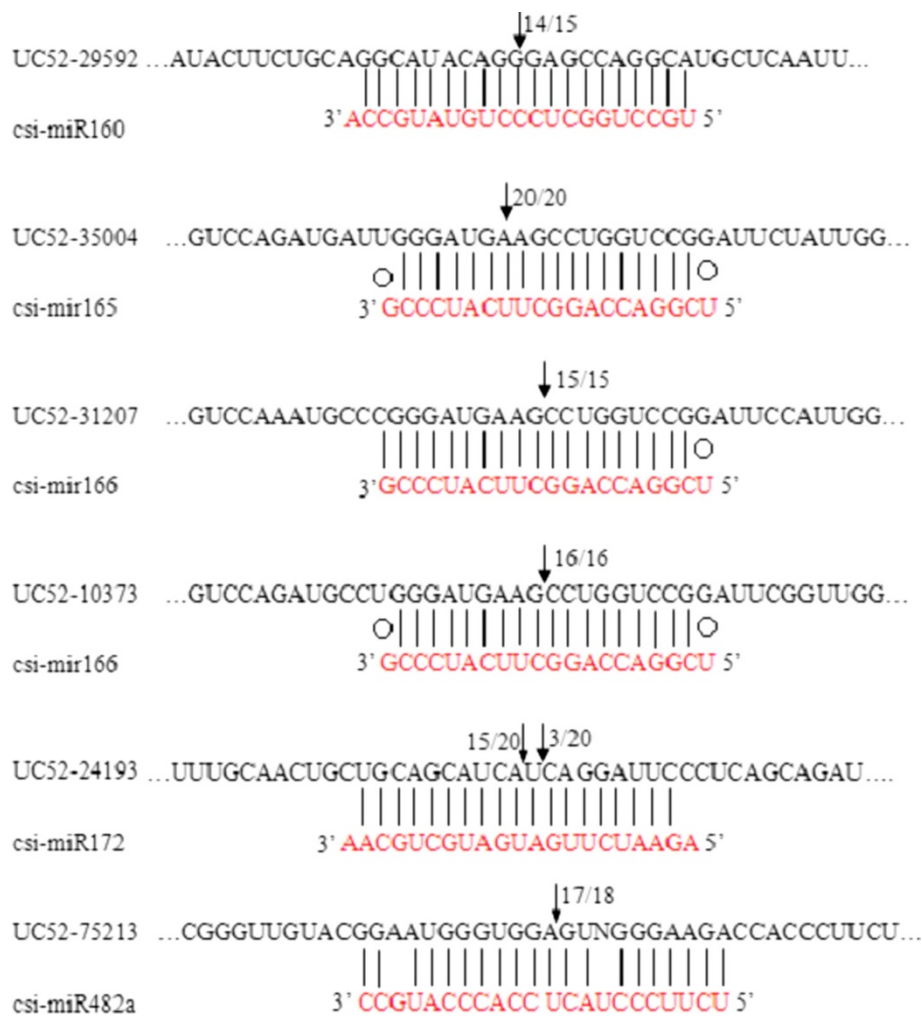 14/15
UC52-29592 ...AUACUUCUGCAGGCAUACAGGGAGCCAGGCAUGCUCAAUU...
3’ACCGUAUGUCCCUCGGUCCGU 5’
csi-miR160
20/20
UC52-35004 ...GUCCAGAUGAUUGGGAUGAAGCCUGGUCCGGAUUCUAUUGG...
csi-mir165 3’GCCCUACUUCGGACCAGGCU 5’
15/15
UC52-31207 ...GUCCAAAUGCCCGGGAUGAAGCCUGGUCCGGAUUCCAUUGG...
csi-mir166 3’GCCCUACUUCGGACCAGGCU 5’
16/16
UC52-10373 ...GUCCAGAUGCCUGGGAUGAAGCCUGGUCCGGAUUCGGUUGG...
csi-mir166 3’GCCCUACUUCGGACCAGGCU 5’
15/20 3/20
UC52-24193 ...UUUGCAACUGCUGCAGCAUCAUCAGGAUUCCCUCAGCAGAU....
csi-miR172 3’AACGUCGUAGUAGUUCUAAGA 5’
17/18
UC52-75213 ...CGGGUUGUACGGAAUGGGUGGAGUNGGGAAGACCACCCUUCU...
csi-miR482a 3’CCGUACCCACC UCAUCCCUUCU 5’